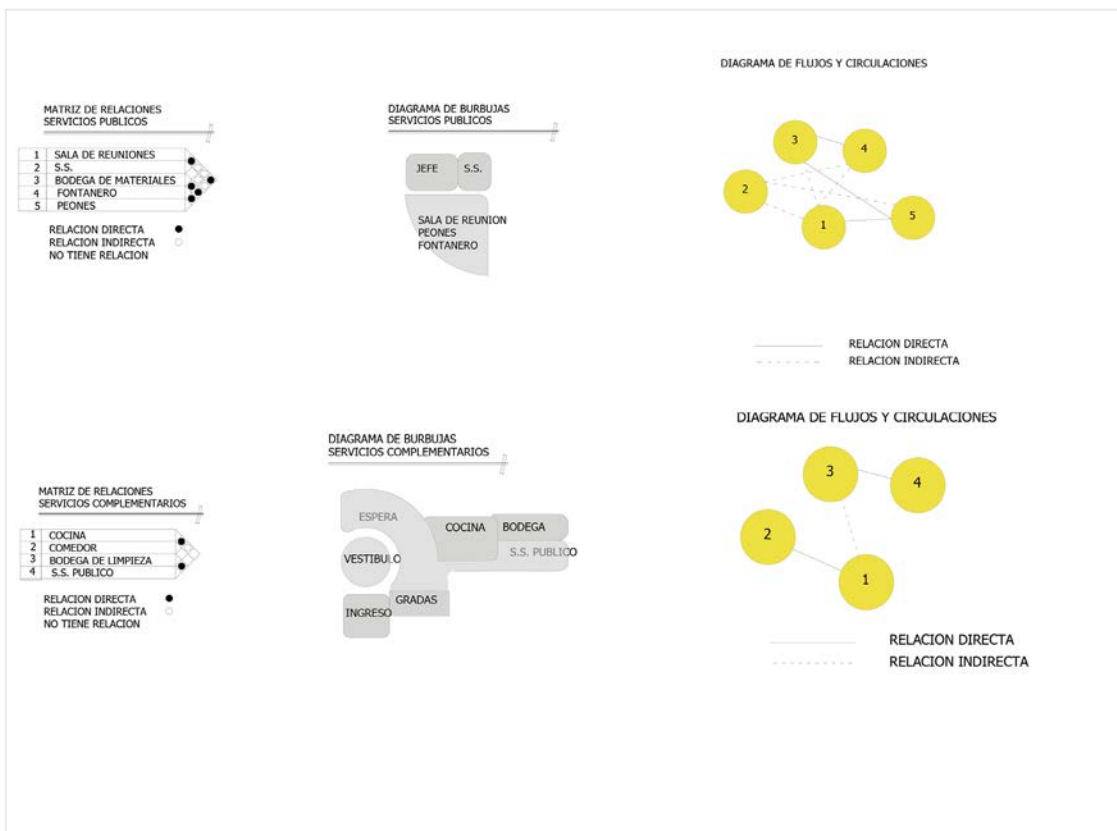 DIAGRAMA DE FLUJOS Y CIRCULACIONES
MATRIZ DE RELACIONES
SERVICIOS PUBLICOS
1 SALA DE REUNIONES
2 S.S.
3 BODEGA DE MATERIALES
4 FONTANERO
5 PEONES
RELACION DIRECTA
RELACION INDIRECTA
NO TIENE RELACION
DIAGRAMA DE BURBUJAS
SERVICIOS PUBLICOS
JEFE S.S.
SALA DE REUNION
PEONES
FONTANERO
3
4
2
1
5
RELACION DIRECTA
RELACION INDIRECTA
DIAGRAMA DE FLUJOS Y CIRCULACIONES
DIAGRAMA DE BURBUJAS
SERVICIOS COMPLEMENTARIOS
MATRIZ DE RELACIONES
SERVICIOS COMPLEMENTARIOS
1 COCINA
2 COMEDOR
3 BODEGA DE LIMPIEZA
4 S.S. PUBLICO
RELACION DIRECTA
RELACION INDIRECTA
NO TIENE RELACION
ESPERA
COCINA BODEGA
S.S. PUBLICO
VESTIBULO
GRADAS
INGRESO
3
4
2
1
RELACION DIRECTA
RELACION INDIRECTA